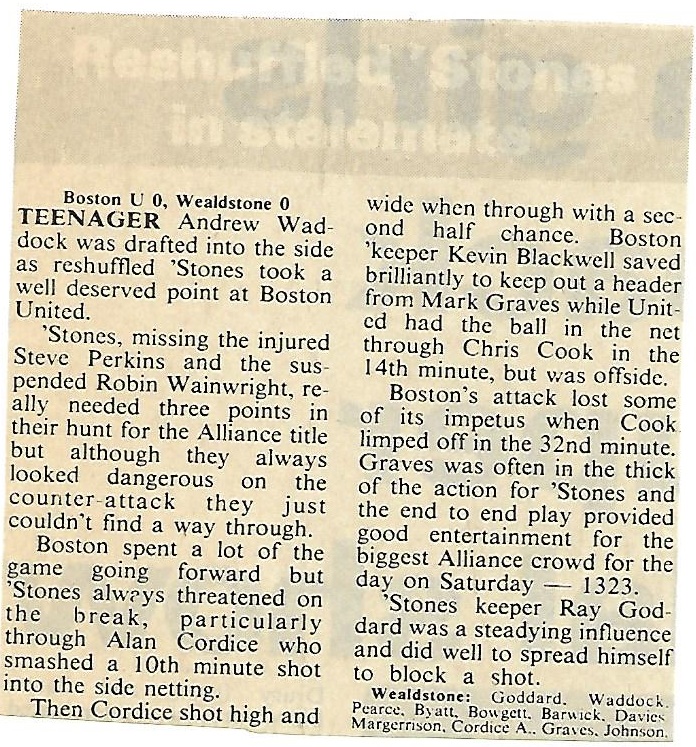 Reshuffled 'Stones
in stalemate
Boston U 0, Wealdstone 0
TEENAGER Andrew Wad-
dock was drafted into the side
as reshuffled 'Stones took a
well deserved point at Boston
United.
'Stones, missing the injured
Steve Perkins and the sus-
pended Robin Wainwright, re-
ally needed three points in
their hunt for the Alliance title
but although they always
looked dangerous on the
counter-attack they just
couldn't find a way through.
Boston spent a lot of the
game going forward but
'Stones always threatened on
the break, particularly
through Alan Cordice who
smashed a 10th minute shot
into the side netting.
Then Cordice shot high and
wide when through with a sec-
ond half chance. Boston
'keeper Kevin Blackwell saved
brilliantly to keep out a header
from Mark Graves while Unit-
ed had the ball in the net
through Chris Cook in the
14th minute, but was offside.
Boston's attack lost some
of its impetus when Cook
limped off in the 32nd minute.
Graves was often in the thick
of the action for 'Stones and
the end to end play provided
good entertainment for the
biggest Alliance crowd for the
day on Saturday — 1323.
'Stones keeper Ray God-
dard was a steadying influence
and did well to spread himself
to block a shot.
Wealdstone: Goddard, Waddock,
Pearce, Byatt, Bowgett, Barwick, Davies,
Margerrison, Cordice A., Graves, Johnson.